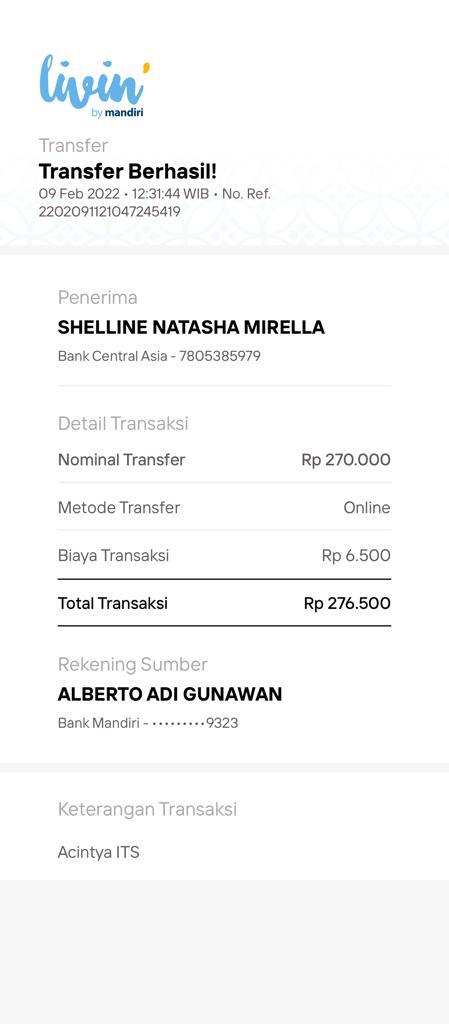 livin'
by mandiri
Transfer
Transfer Berhasil!
09 Feb 2022 • 12:31:44 WIB • No. Ref.
2202091121047245419
Penerima
SHELLINE NATASHA MIRELLA
Bank Central Asia - 7805385979
Detail Transaksi
Nominal Transfer Rp 270.000
Metode Transfer Online
Biaya Transaksi Rp 6.500
Total Transaksi Rp 276.500
Rekening Sumber
ALBERTO ADI GUNAWAN
Bank Mandiri - •••••••••9323
Keterangan Transaksi
Acintya ITS